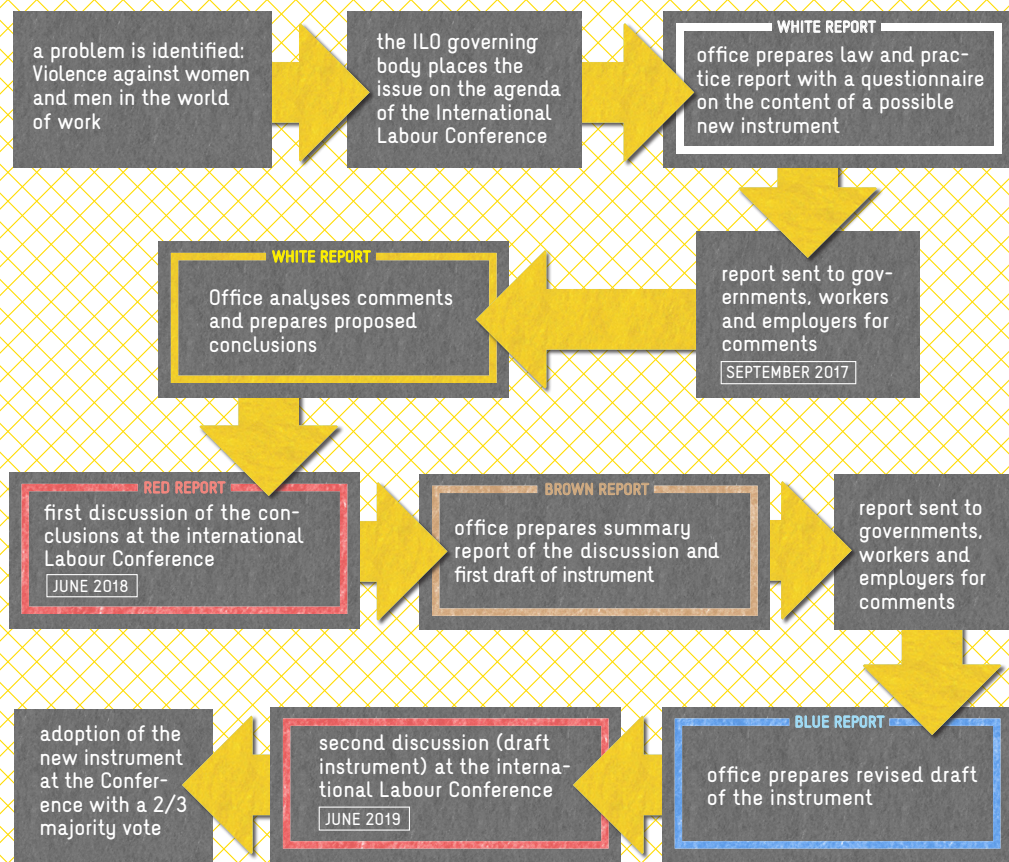 a problem is identified:
Violence against women
and men in the world
of work
the ILO governing
body places the
issue on the agenda
of the International
Labour Conference
WHITE REPORT
office prepares law and prac-
tice report with a questionnaire
on the content of a possible
new instrument
report sent to gov-
ernments, workers
and employers for
comments
SEPTEMBER 2017
WHITE REPORT
Office analyses comments
and prepares proposed
conclusions
RED REPORT
first discussion of the con-
clusions at the international
Labour Conference
JUNE 2018
BROWN REPORT
office prepares summary
report of the discussion and
first draft of instrument
report sent to
governments,
workers and
employers for
comments
BLUE REPORT
office prepares revised draft
of the instrument
second discussion (draft
instrument) at the interna-
tional Labour Conference
JUNE 2019
adoption of the
new instrument
at the Confer-
ence with a 2/3
majority vote